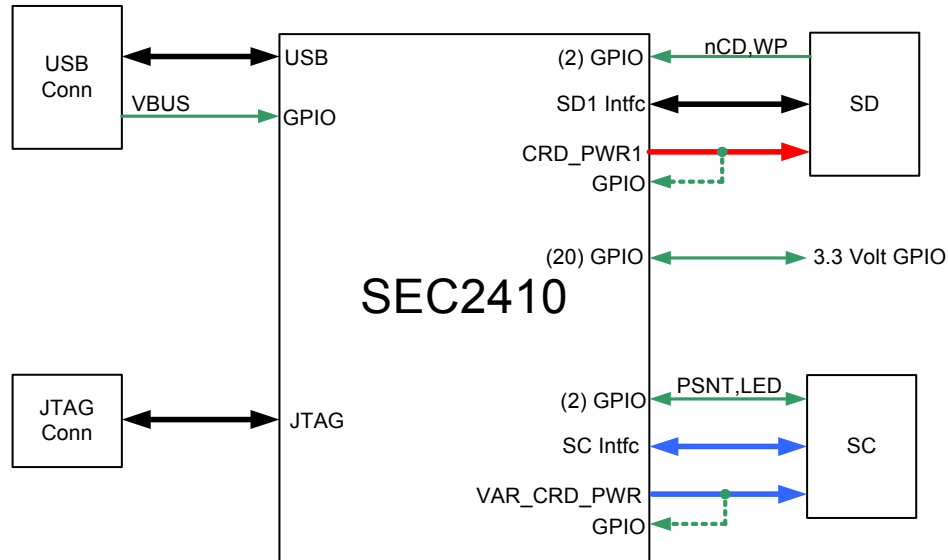 USB
Conn
VBUS
USB
GPIO
(2) GPIO
nCD,WP
SD1 Intfc
SD
CRD_PWR1
GPIO
(20) GPIO
3.3 Volt GPIO
SEC2410
JTAG
Conn
JTAG
(2) GPIO
PSNT,LED
SC Intfc
SC
VAR_CRD_PWR
GPIO